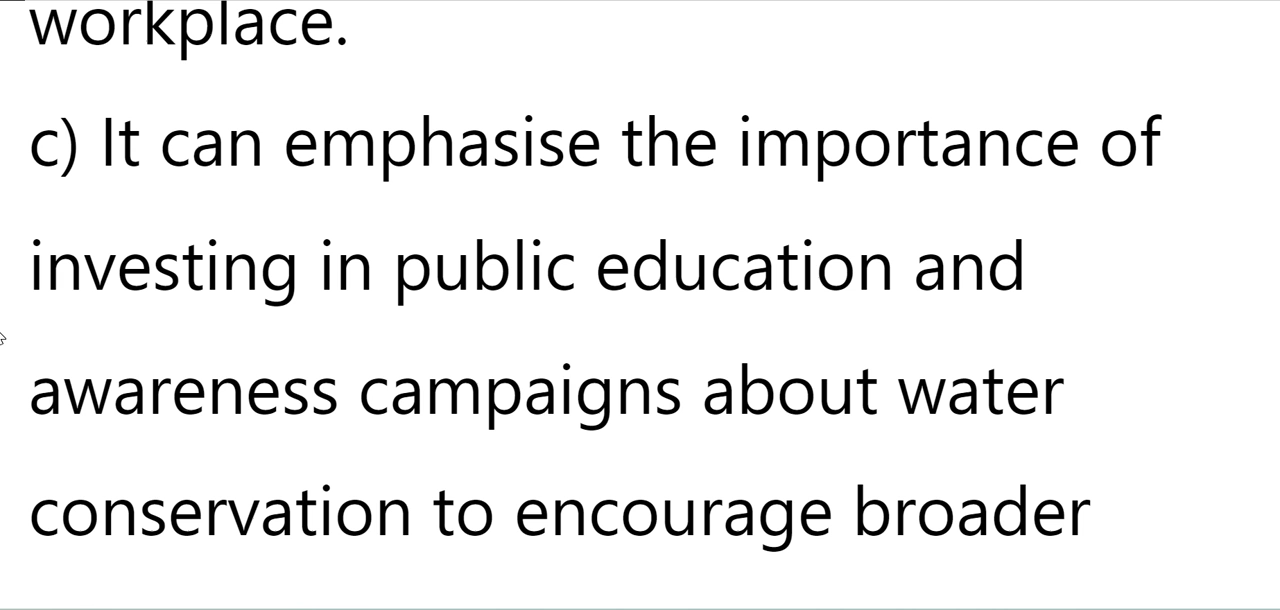 workplace.
c) It can emphasise the importance of
investing in public education and
awareness campaigns about water
conservation to encourage broader